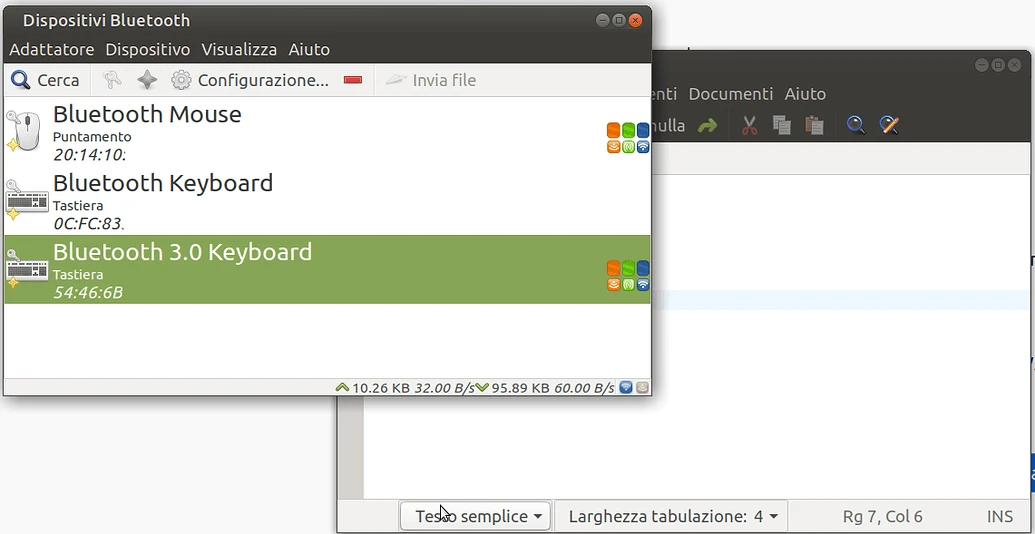 Dispositivi Bluetooth
Adattatore Dispositivo Visualizza Aiuto
Cerca Configurazione... Invia file
Bluetooth Mouse
Puntamento
20:14:10:
Bluetooth Keyboard
Tastiera
0C:FC:83.
Bluetooth 3.0 Keyboard
Tastiera
54:46:6B
10.26 KB 32.00 B/s 95.89 KB 60.00 B/s
enti Documenti Aiuto
nulla
Testo semplice Larghezza tabulazione: 4 Rg 7, Col 6 INS